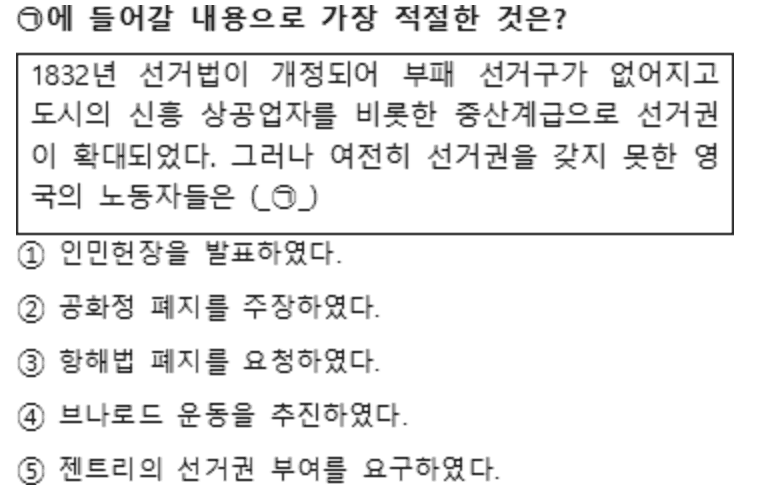 ㉠에 들어갈 내용으로 가장 적절한 것은?
1832년 선거법이 개정되어 부패 선거구가 없어지고
도시의 신흥 상공업자를 비롯한 중산계급으로 선거권
이 확대되었다. 그러나 여전히 선거권을 갖지 못한 영
국의 노동자들은 (_㉠_)
① 인민헌장을 발표하였다.
② 공화정 폐지를 주장하였다.
③ 항해법 폐지를 요청하였다.
④ 브나로드 운동을 추진하였다.
⑤ 젠트리의 선거권 부여를 요구하였다.